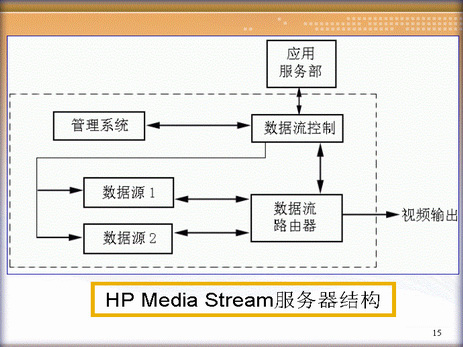 应用
服务部
管理系统
数据流控制
数据源1
数据流
路由器
视频输出
数据源2
HP Media Stream服务器结构
15